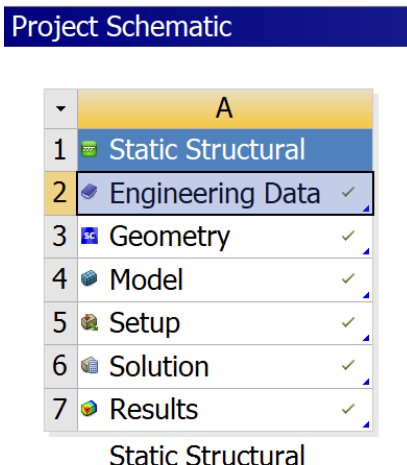 Project Schematic
A
1 Static Structural
2 Engineering Data
3 SC Geometry
4 Model
5 Setup
6 Solution
7 Results
Static Structural